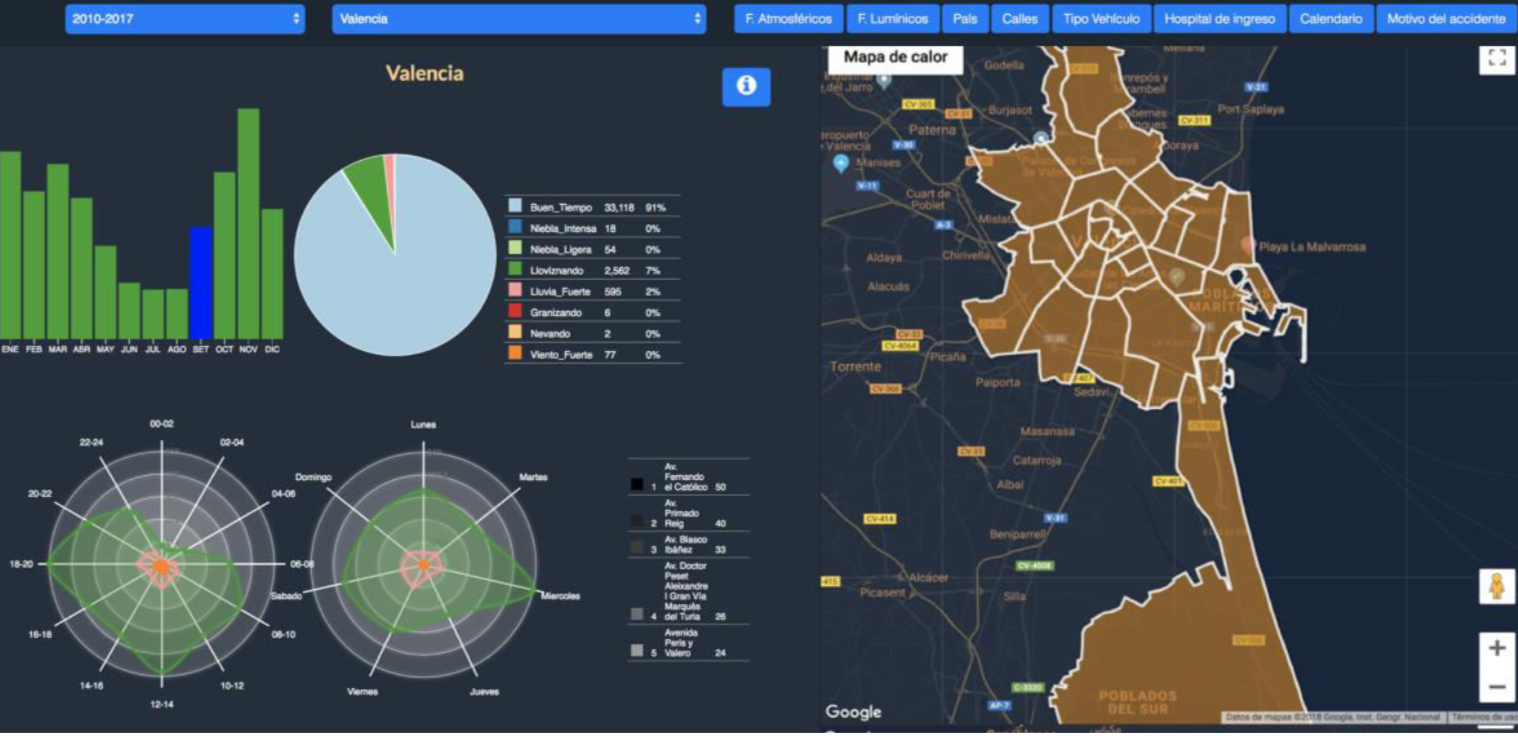 2010-2017
Valencia
F. Atmosféricos
F. Lumínicos
País
Calles
Tipo Vehículo
Hospital de ingreso
Calendario
Motivo del accidente
Valencia
ENE FEB MAR ABR MAY JUN JUL AGO SET OCT NOV DIC
Buen_Tiempo 33,118 91%
Niebla_Intensa 18 0%
Niebla_Ligera 54 0%
Lloviznando 2,562 7%
Lluvia_Fuerte 595 2%
Granizando 6 0%
Nevando 2 0%
Viento_Fuerte 77 0%
00-02
02-04
04-06
06-08
08-10
10-12
12-14
14-16
16-18
18-20
20-22
22-24
Lunes
Martes
Miercoles
Jueves
Viernes
Sabado
Domingo
Av.
Fernando
1 el Católico 50
Av.
Primado
2 Reig 40
Av. Blasco
3 Ibáñez 33
Av. Doctor
Peset
Aleixandre
I Gran Vía
Marqués
4 del Turia 26
Avenida
Peris y
5 Valero 24
Mapa de calor
Godella
V-21
CV-365
CV-31
Burjasot
Port Saplaya
CV-311
Paterna
V-30
Manises
V-11
Cuart de
Poblet
A-3
Mislata
Chirivella
Aldaya
Alacuás
Playa La Malvarrosa
POBLADOS
MARÍTIMOS
CV-33
CV-4064
Picaña
Torrente
CV-366
Paiporta
CV-407
Sedaví
CV-500
Masanasa
CV-33
Catarroja
CV-401
Albal
CV-414
V-31
Beniparrell
CV-4008
Alcácer
Picasent
Silla
CV-500
C-3320
AP-7
POBLADOS
DEL SUR
Google
Datos de mapas ©2018 Google, Inst. Geogr. Nacional
Términos de uso